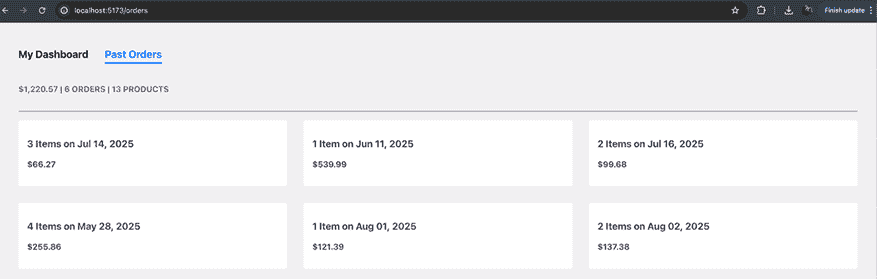 localhost:5173/orders
Finish update
My Dashboard Past Orders
$1,220.57 | 6 ORDERS | 13 PRODUCTS
3 Items on Jul 14, 2025
$66.27
1 Item on Jun 11, 2025
$539.99
2 Items on Jul 16, 2025
$99.68
4 Items on May 28, 2025
$255.86
1 Item on Aug 01, 2025
$121.39
2 Items on Aug 02, 2025
$137.38